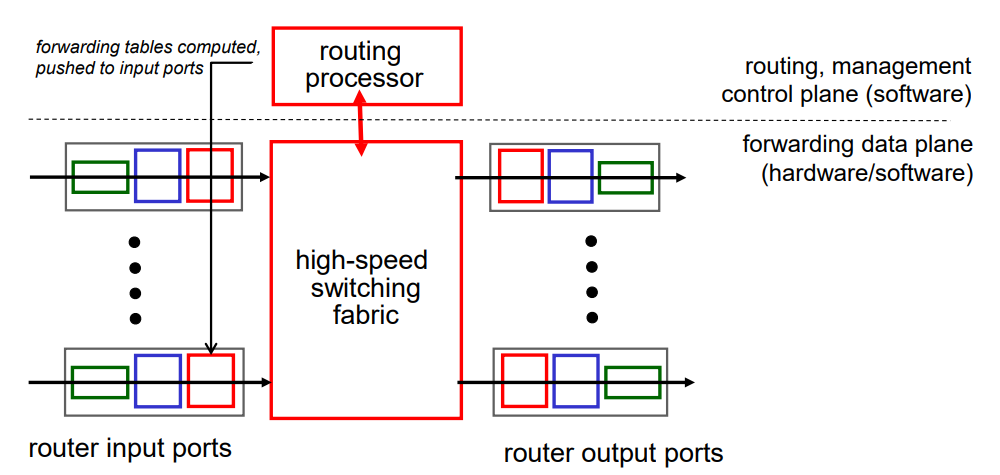 forwarding tables computed,
pushed to input ports
routing
processor
routing, management
control plane (software)
forwarding data plane
(hardware/software)
high-speed
switching
fabric
router input ports
router output ports